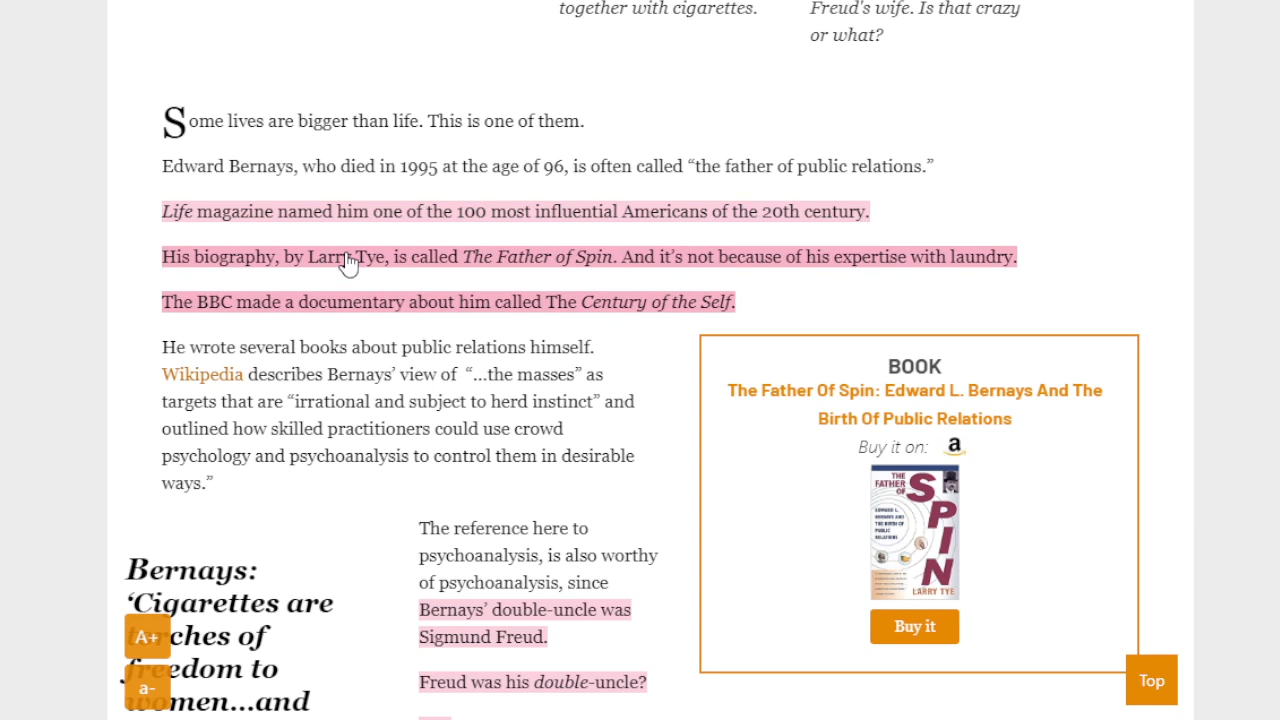 together with cigarettes.
Freud's wife. Is that crazy
or what?
Some lives are bigger than life. This is one of them.
Edward Bernays, who died in 1995 at the age of 96, is often called “the father of public relations.”
Life magazine named him one of the 100 most influential Americans of the 20th century.
His biography, by Larry Tye, is called The Father of Spin. And it’s not because of his expertise with laundry.
The BBC made a documentary about him called The Century of the Self.
He wrote several books about public relations himself.
Wikipedia describes Bernays’ view of “…the masses” as
targets that are “irrational and subject to herd instinct” and
outlined how skilled practitioners could use crowd
psychology and psychoanalysis to control them in desirable
ways.”
BOOK
The Father Of Spin: Edward L. Bernays And The
Birth Of Public Relations
Buy it on: a
THE
FATHER
OF
SPIN
EDWARD L.
BERNAYS AND
THE BIRTH OF
PUBLIC
RELATIONS
LARRY TYE
Buy it
The reference here to
psychoanalysis, is also worthy
of psychoanalysis, since
Bernays’ double-uncle was
Sigmund Freud.
Freud was his double-uncle?
Bernays:
‘Cigarettes are
torches of
freedom to
women…and
A+
a-
Top